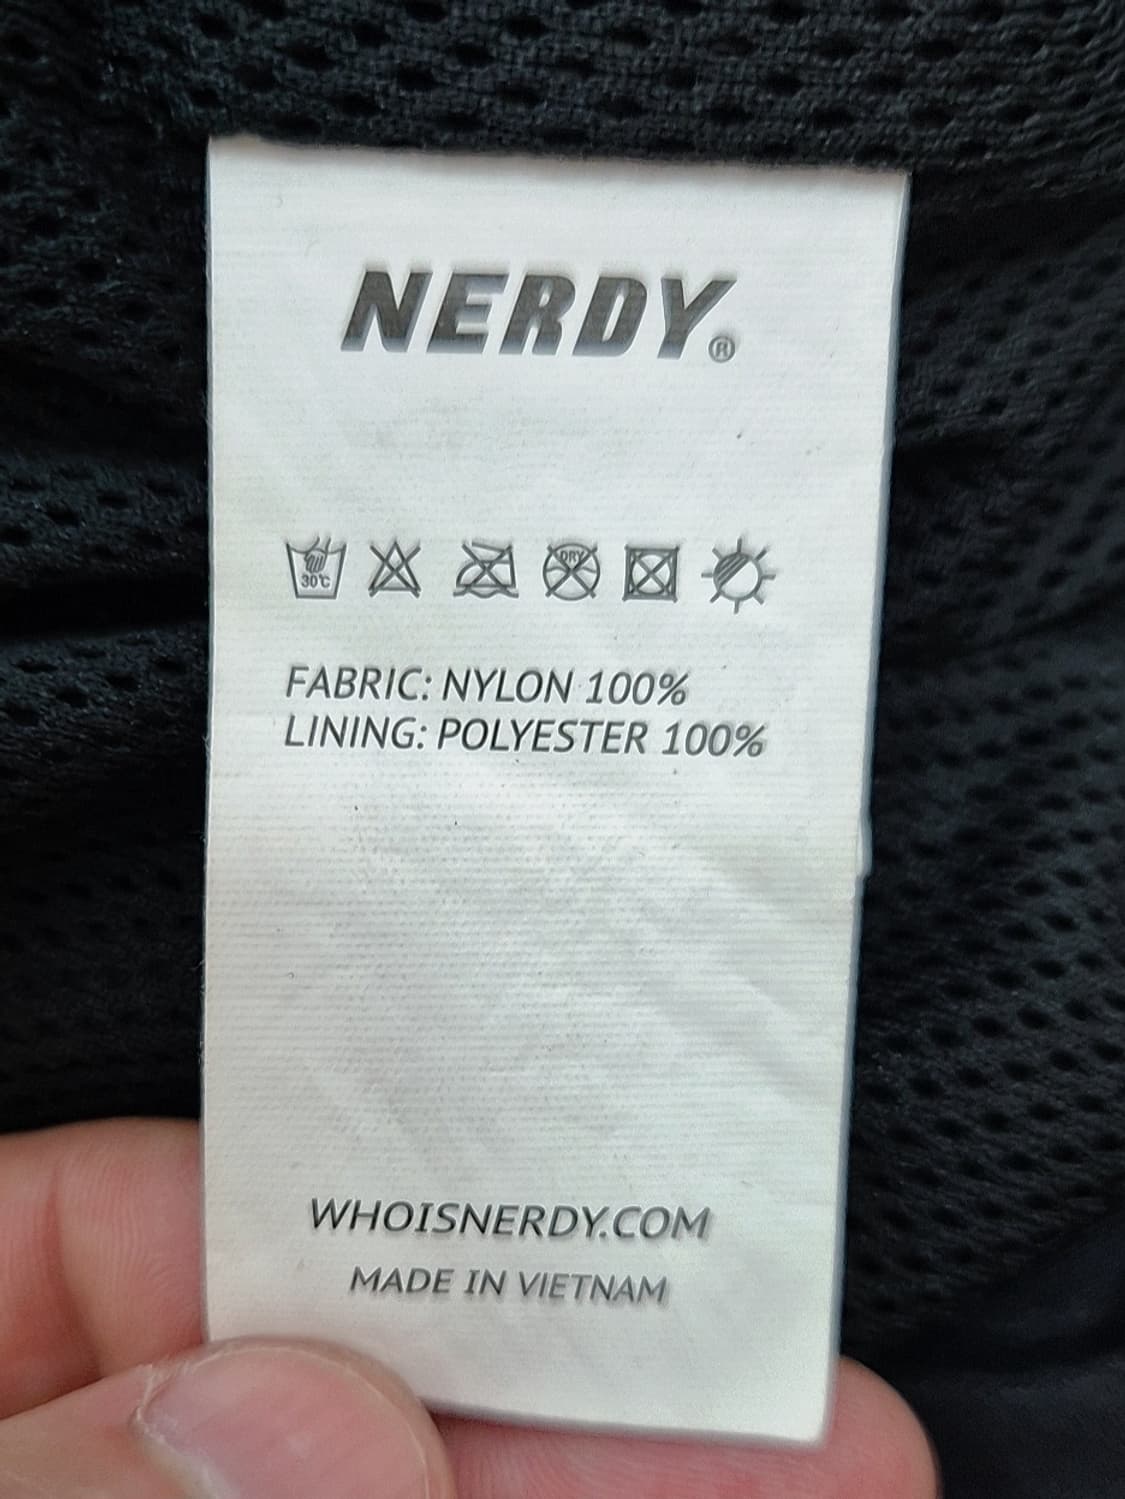 NERDY®
30°C DRY
FABRIC: NYLON 100%
LINING: POLYESTER 100%
WHOISNERDY.COM
MADE IN VIETNAM